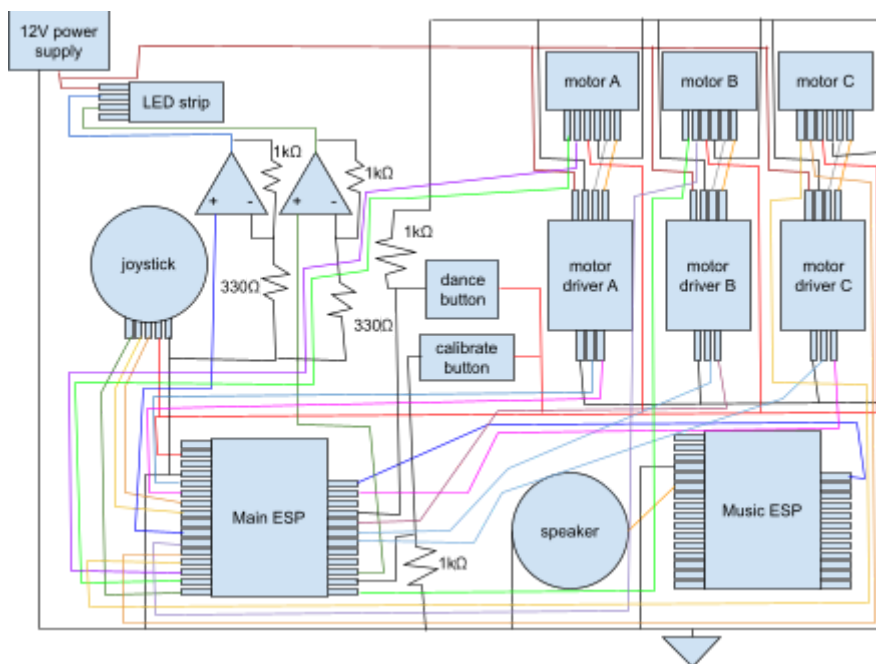 12V power
supply
LED strip
motor A
motor B
motor C
1kΩ
1kΩ
+
-
+
-
joystick
1kΩ
330Ω
330Ω
dance
button
calibrate
button
motor
driver A
motor
driver B
motor
driver C
Main ESP
speaker
Music ESP
1kΩ